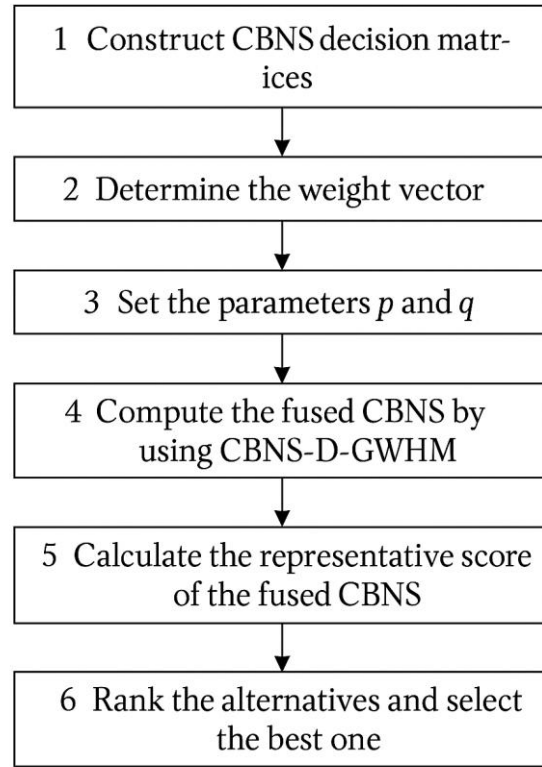 1 Construct CBNS decision matr-
ices
2 Determine the weight vector
3 Set the parameters p and q
4 Compute the fused CBNS by
using CBNS-D-GWHM
5 Calculate the representative score
of the fused CBNS
6 Rank the alternatives and select
the best one